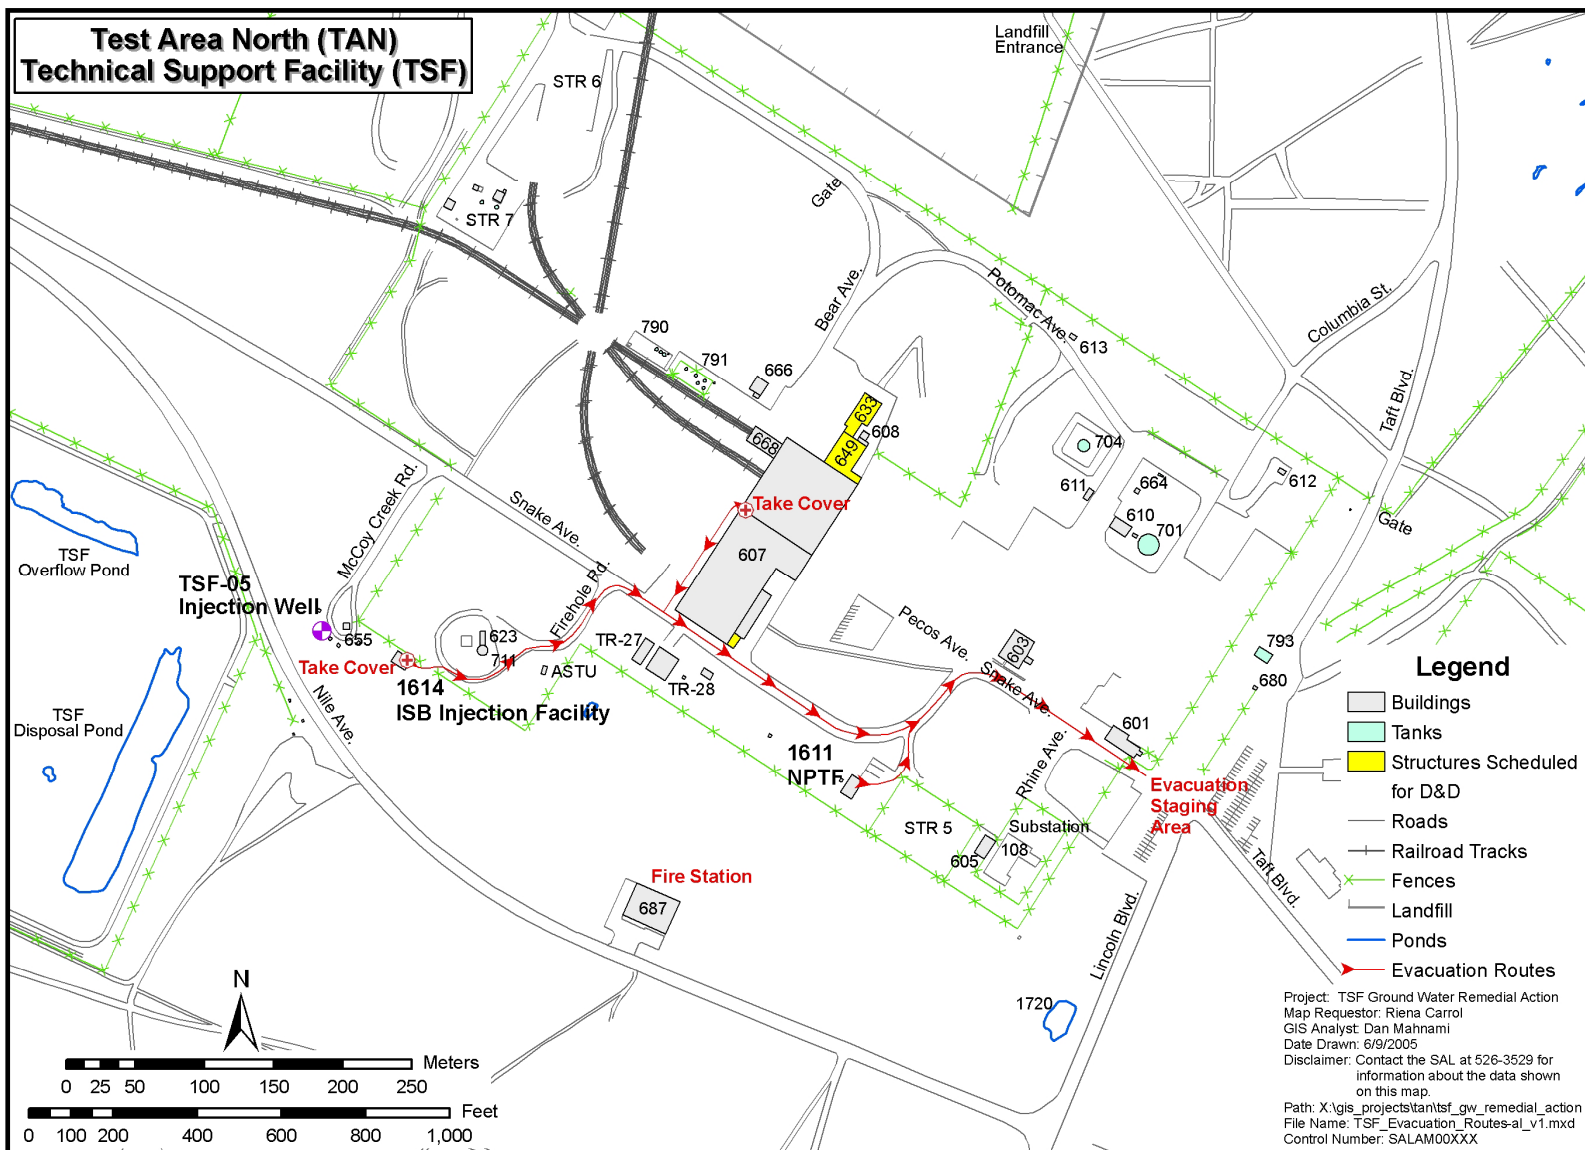 Test Area North (TAN)
Technical Support Facility (TSF)
Landfill
Entrance
STR 6
STR 7
Gate
Bear Ave.
Potomac Ave.
613
Columbia St.
Taft Blvd.
790
791
666
633
608
649
668
704
611
664
610
701
612
Gate
Take Cover
607
Snake Ave.
McCoy Creek Rd.
Firehole Rd.
TSF
Overflow Pond
TSF-05
Injection Well
655
623
711
ASTU
Take Cover
1614
ISB Injection Facility
TR-27
TR-28
Pecos Ave.
603
Snake Ave.
793
680
601
TSF
Disposal Pond
Nile Ave.
1611
NPTF
Rhine Ave.
Evacuation
Staging
Area
STR 5
Substation
108
605
Taft Blvd.
Lincoln Blvd.
Fire Station
687
1720
Legend
Buildings
Tanks
Structures Scheduled
for D&D
Roads
Railroad Tracks
Fences
Landfill
Ponds
Evacuation Routes
N
Meters
0 25 50 100 150 200 250
Feet
0 100 200 400 600 800 1,000
Project: TSF Ground Water Remedial Action
Map Requestor: Riena Carrol
GIS Analyst: Dan Mahnami
Date Drawn: 6/9/2005
Disclaimer: Contact the SAL at 526-3529 for
information about the data shown
on this map.
Path: X:\gis_projects\tan\tsf_gw_remedial_action
File Name: TSF_Evacuation_Routes-al_v1.mxd
Control Number: SALAM00XXX